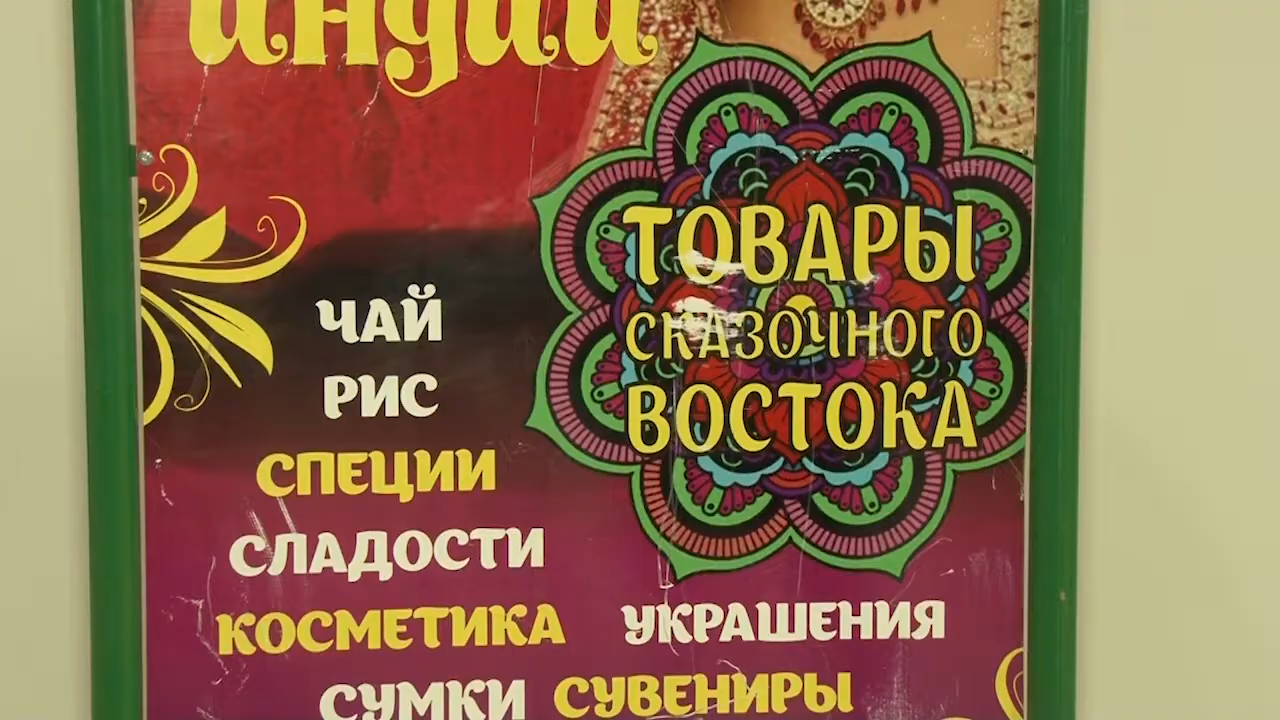 индии
ТОВАРЫ
СКАЗОЧНОГО
ВОСТОКА
ЧАЙ
РИС
СПЕЦИИ
СЛАДОСТИ
КОСМЕТИКА УКРАШЕНИЯ
СУМКИ СУВЕНИРЫ